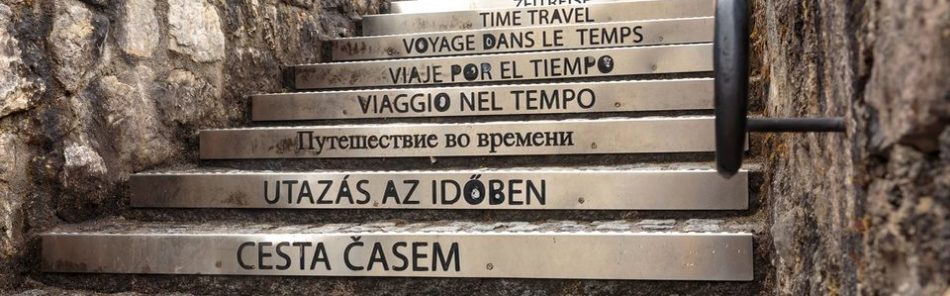 ZEITREISE
TIME TRAVEL
VOYAGE DANS LE TEMPS
VIAJE POR EL TIEMPO
VIAGGIO NEL TEMPO
Путешествие во времени
UTAZÁS AZ IDŐBEN
CESTA ČASEM